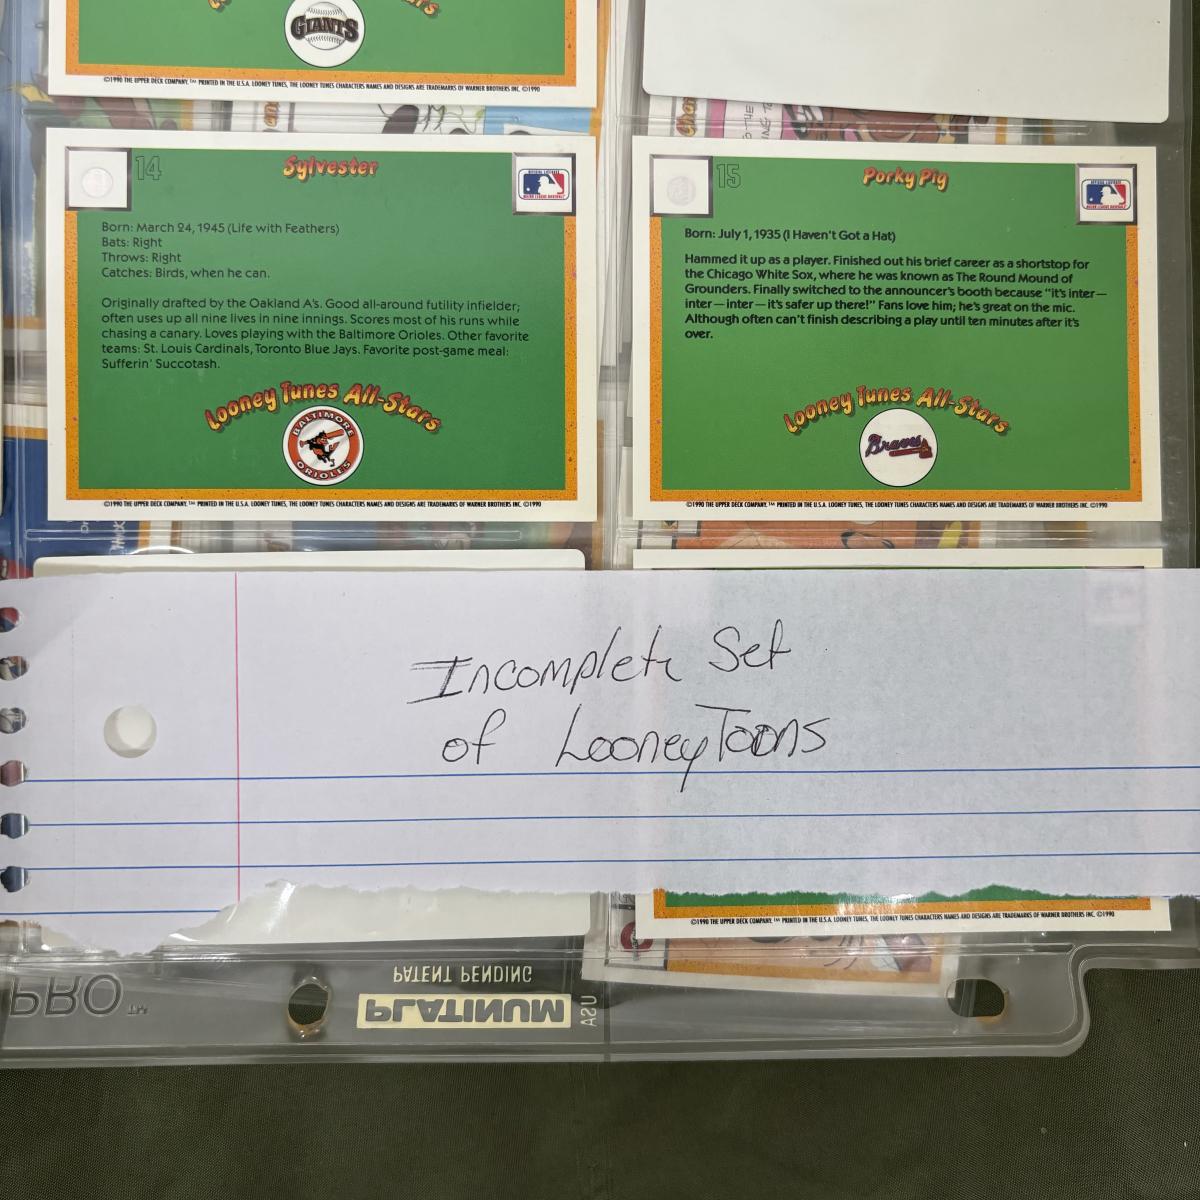 GIANTS
©1990 THE UPPER DECK COMPANY. ™ PRINTED IN THE U.S.A. LOONEY TUNES, THE LOONEY TUNES CHARACTERS NAMES AND DESIGNS ARE TRADEMARKS OF WARNER BROTHERS INC. ©1990
14
Sylvester
Born: March 24, 1945 (Life with Feathers)
Bats: Right
Throws: Right
Catches: Birds, when he can.
Originally drafted by the Oakland A's. Good all-around futility infielder;
often uses up all nine lives in nine innings. Scores most of his runs while
chasing a canary. Loves playing with the Baltimore Orioles. Other favorite
teams: St. Louis Cardinals, Toronto Blue Jays. Favorite post-game meal:
Sufferin' Succotash.
Looney Tunes All-Stars
BALTIMORE
ORIOLES
©1990 THE UPPER DECK COMPANY. ™ PRINTED IN THE U.S.A. LOONEY TUNES, THE LOONEY TUNES CHARACTERS NAMES AND DESIGNS ARE TRADEMARKS OF WARNER BROTHERS INC. ©1990
15
Porky Pig
Born: July 1, 1935 (I Haven't Got a Hat)
Hammed it up as a player. Finished out his brief career as a shortstop for
the Chicago White Sox, where he was known as The Round Mound of
Grounders. Finally switched to the announcer's booth because "it's inter—
inter—inter—it's safer up there!" Fans love him; he's great on the mic.
Although often can't finish describing a play until ten minutes after it's
over.
Looney Tunes All-Stars
Braves
©1990 THE UPPER DECK COMPANY. ™ PRINTED IN THE U.S.A. LOONEY TUNES, THE LOONEY TUNES CHARACTERS NAMES AND DESIGNS ARE TRADEMARKS OF WARNER BROTHERS INC. ©1990
Incomplete Set
of Looney Toons
©1990 THE UPPER DECK COMPANY. ™ PRINTED IN THE U.S.A. LOONEY TUNES, THE LOONEY TUNES CHARACTERS NAMES AND DESIGNS ARE TRADEMARKS OF WARNER BROTHERS INC. ©1990
PRO™
PATENT PENDING
PLATINUM
USA